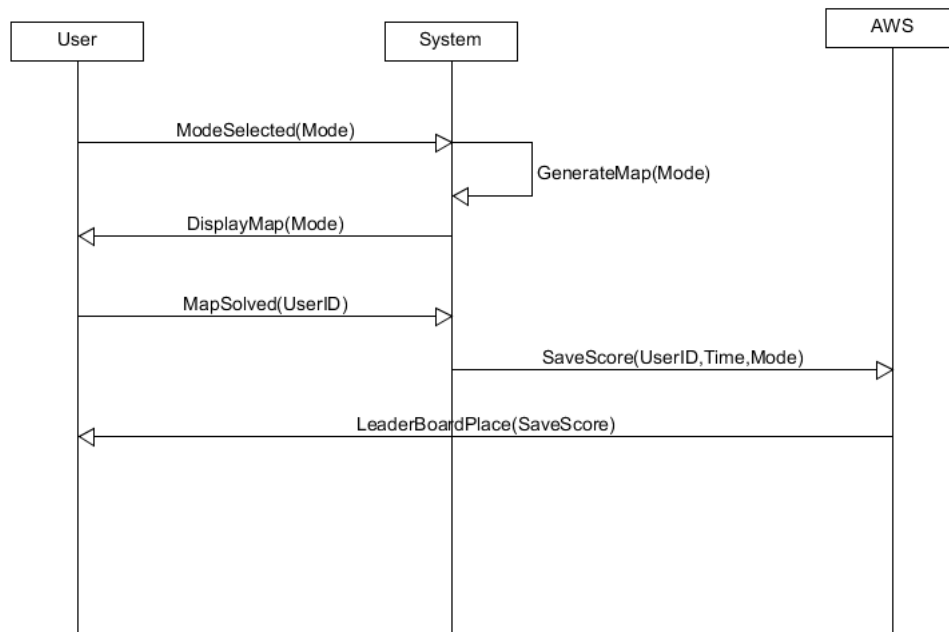 User
System
AWS
ModeSelected(Mode)
GenerateMap(Mode)
DisplayMap(Mode)
MapSolved(UserID)
SaveScore(UserID,Time,Mode)
LeaderBoardPlace(SaveScore)